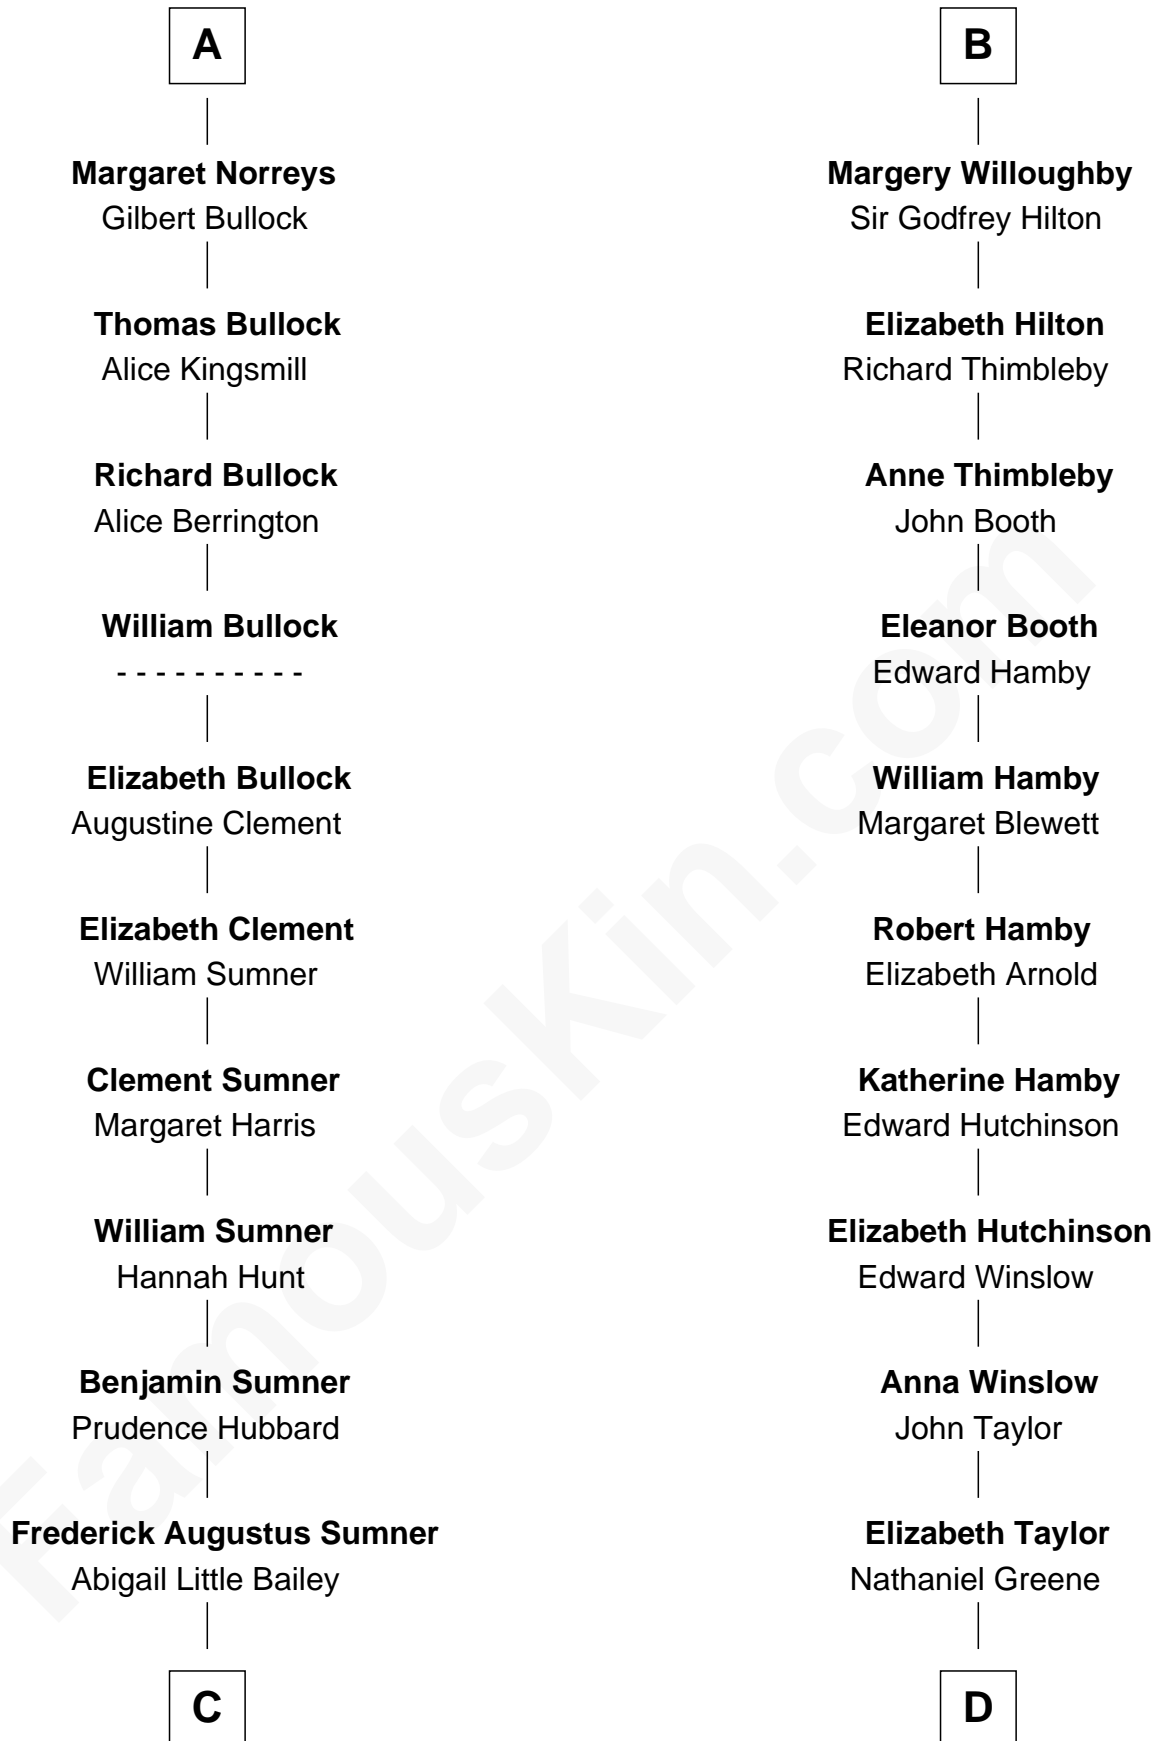 A
Margaret Norreys
Gilbert Bullock
Thomas Bullock
Alice Kingsmill
Richard Bullock
Alice Berrington
William Bullock
- - - - - - - - - -
Elizabeth Bullock
Augustine Clement
Elizabeth Clement
William Sumner
Clement Sumner
Margaret Harris
William Sumner
Hannah Hunt
Benjamin Sumner
Prudence Hubbard
Frederick Augustus Sumner
Abigail Little Bailey
C
B
Margery Willoughby
Sir Godfrey Hilton
Elizabeth Hilton
Richard Thimbleby
Anne Thimbleby
John Booth
Eleanor Booth
Edward Hamby
William Hamby
Margaret Blewett
Robert Hamby
Elizabeth Arnold
Katherine Hamby
Edward Hutchinson
Elizabeth Hutchinson
Edward Winslow
Anna Winslow
John Taylor
Elizabeth Taylor
Nathaniel Greene
D
FamousKin.com